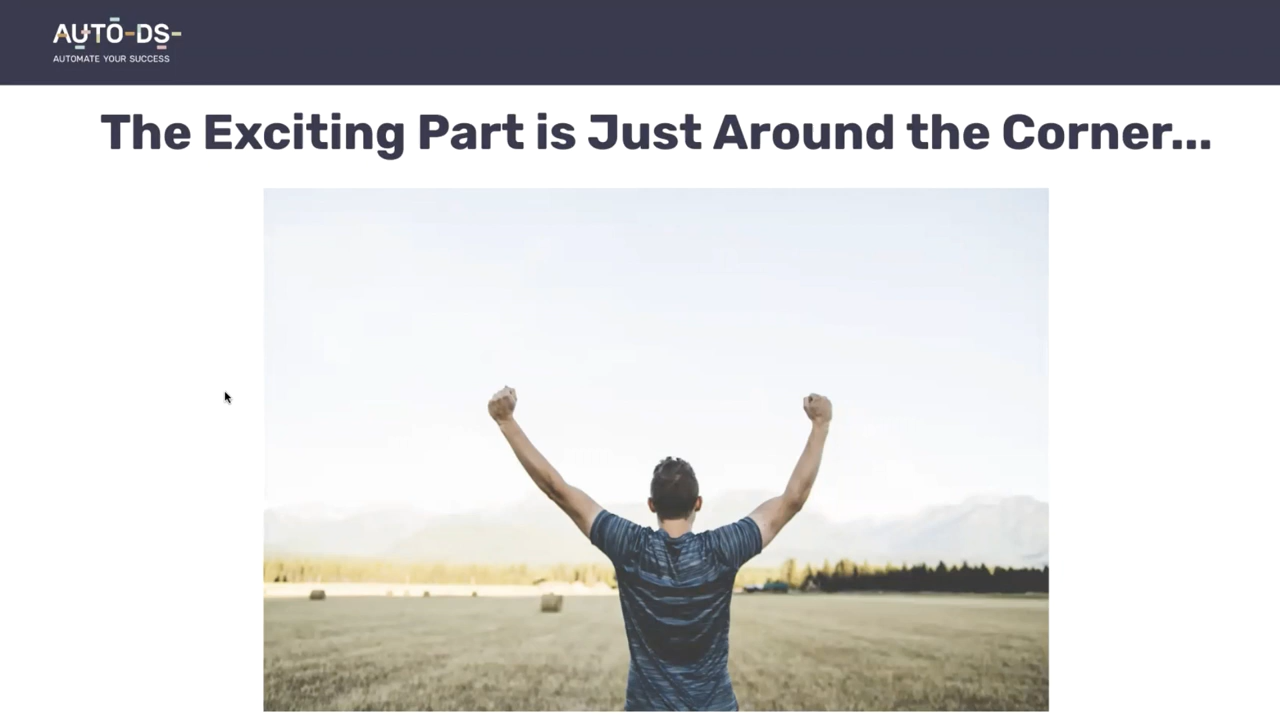 AUTO-DS-
AUTOMATE YOUR SUCCESS
The Exciting Part is Just Around the Corner...